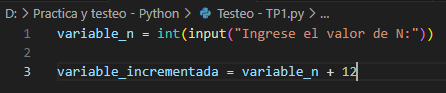 D: > Practica y testeo - Python > Testeo - TP1.py > ...
1 variable_n = int(input("Ingrese el valor de N:"))
2
3 variable_incrementada = variable_n + 12